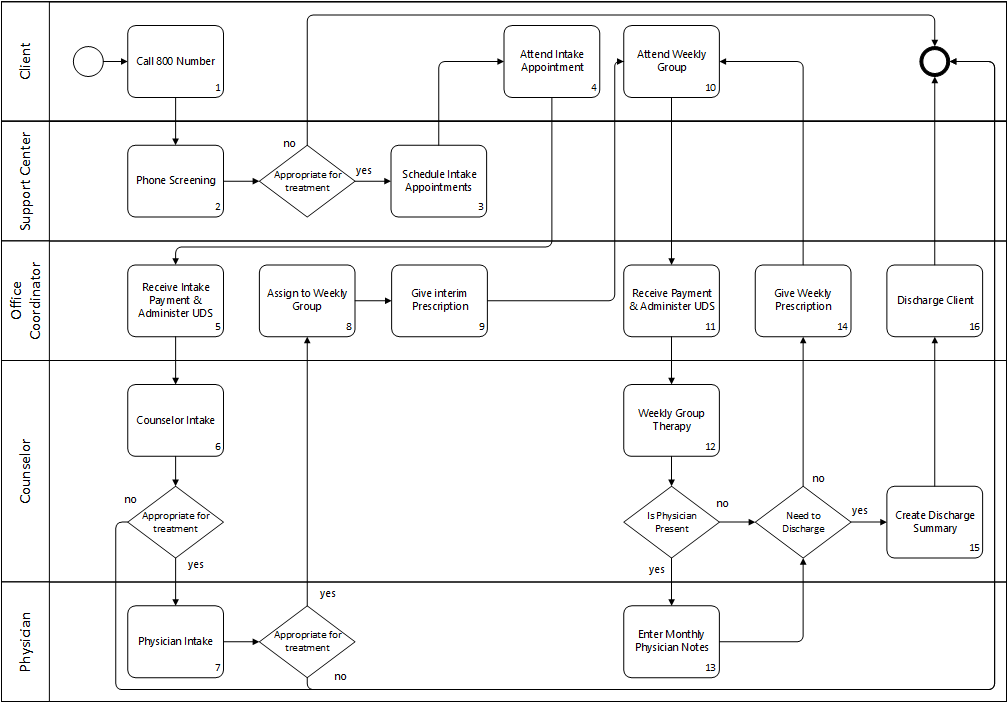 Client
Call 800 Number
1
Attend Intake
Appointment
4
Attend Weekly
Group
10
Support Center
Phone Screening
2
no
Appropriate for
treatment
yes
Schedule Intake
Appointments
3
Office
Coordinator
Receive Intake
Payment &
Administer UDS
5
Assign to Weekly
Group
8
Give interim
Prescription
9
Receive Payment
& Administer UDS
11
Give Weekly
Prescription
14
Discharge Client
16
Counselor
Counselor Intake
6
no
Appropriate for
treatment
yes
Weekly Group
Therapy
12
Is Physician
Present
no
yes
Need to
Discharge
no
yes
Create Discharge
Summary
15
Physidan
Physician Intake
7
Appropriate for
treatment
yes
no
Enter Monthly
Physician Notes
13